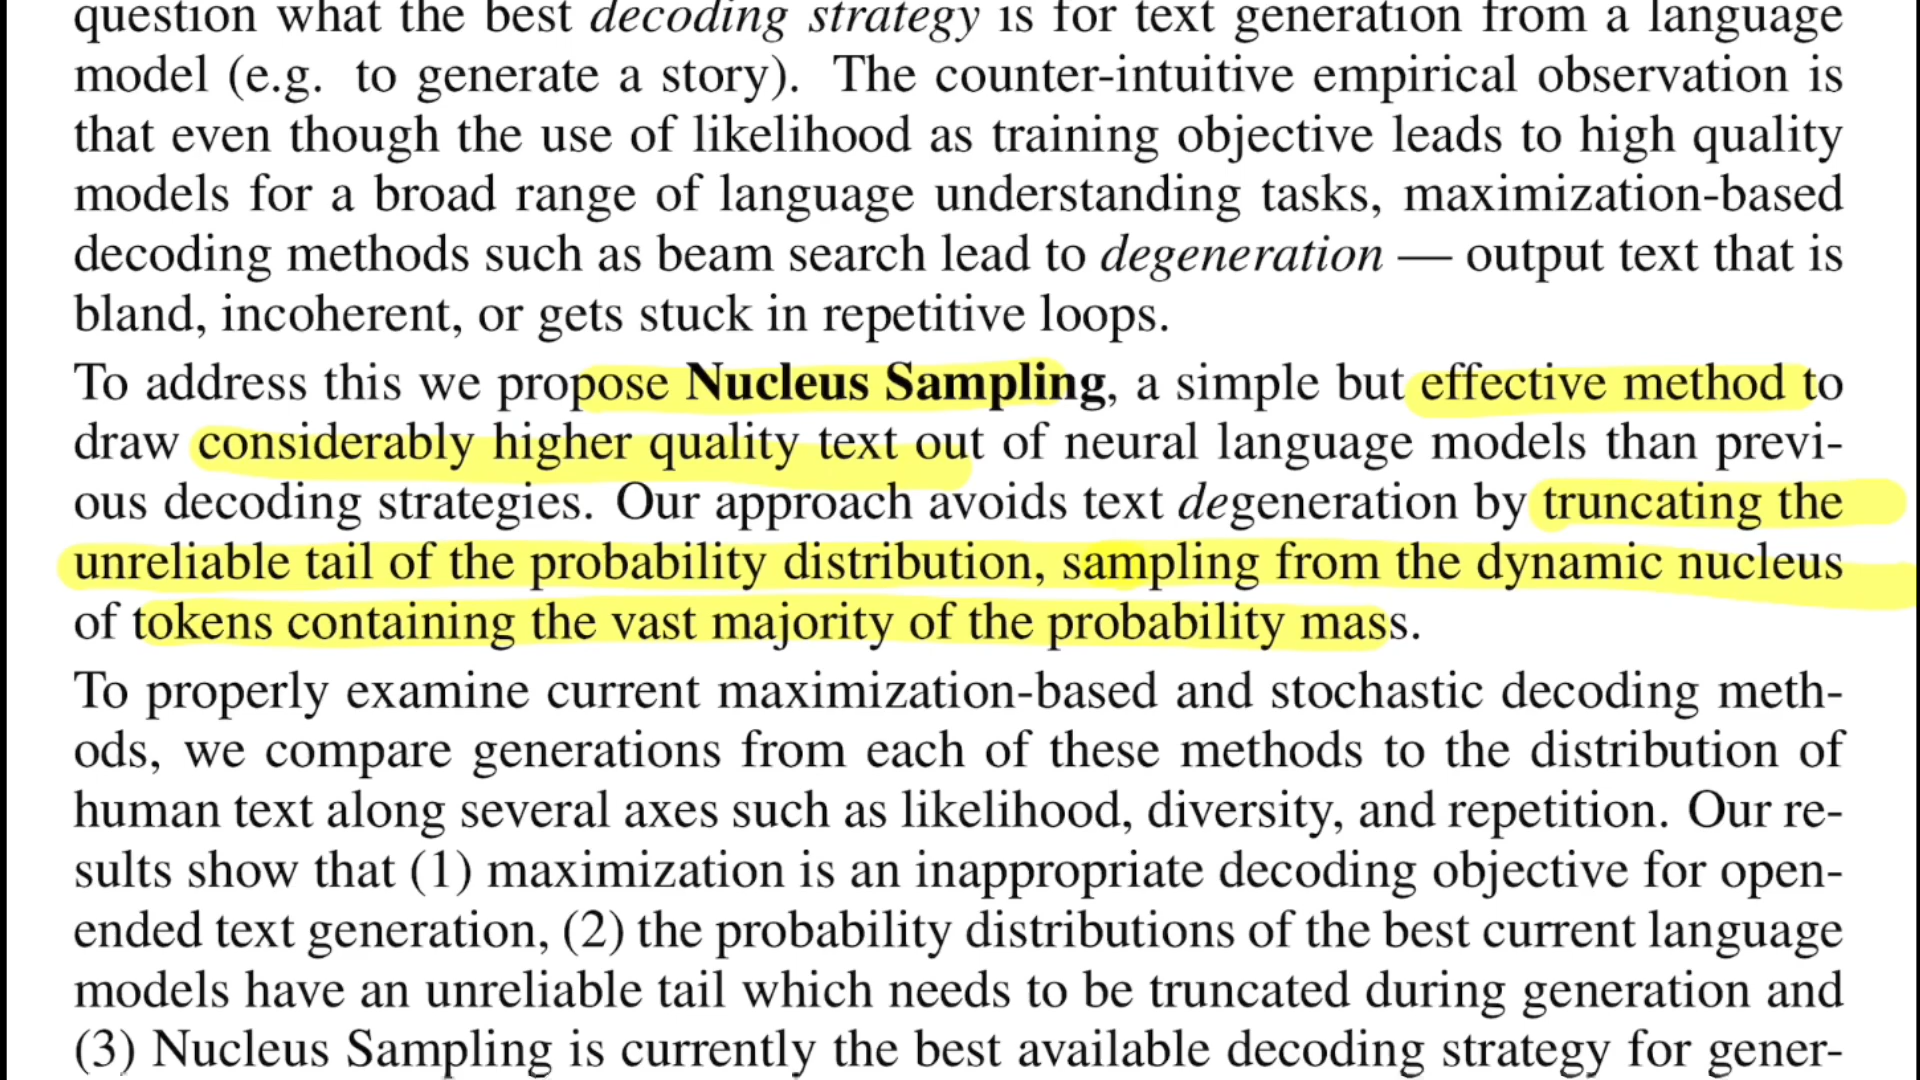 question what the best decoding strategy is for text generation from a language
model (e.g. to generate a story). The counter-intuitive empirical observation is
that even though the use of likelihood as training objective leads to high quality
models for a broad range of language understanding tasks, maximization-based
decoding methods such as beam search lead to degeneration — output text that is
bland, incoherent, or gets stuck in repetitive loops.
To address this we propose Nucleus Sampling, a simple but effective method to
draw considerably higher quality text out of neural language models than previ-
ous decoding strategies. Our approach avoids text degeneration by truncating the
unreliable tail of the probability distribution, sampling from the dynamic nucleus
of tokens containing the vast majority of the probability mass.
To properly examine current maximization-based and stochastic decoding meth-
ods, we compare generations from each of these methods to the distribution of
human text along several axes such as likelihood, diversity, and repetition. Our re-
sults show that (1) maximization is an inappropriate decoding objective for open-
ended text generation, (2) the probability distributions of the best current language
models have an unreliable tail which needs to be truncated during generation and
(3) Nucleus Sampling is currently the best available decoding strategy for gener-